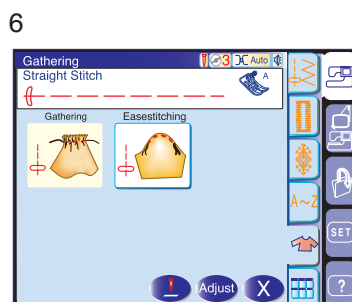 6
Gathering
3 Auto
Straight Stitch
A
Gathering Easestitching
A~Z
SET
Adjust X
?